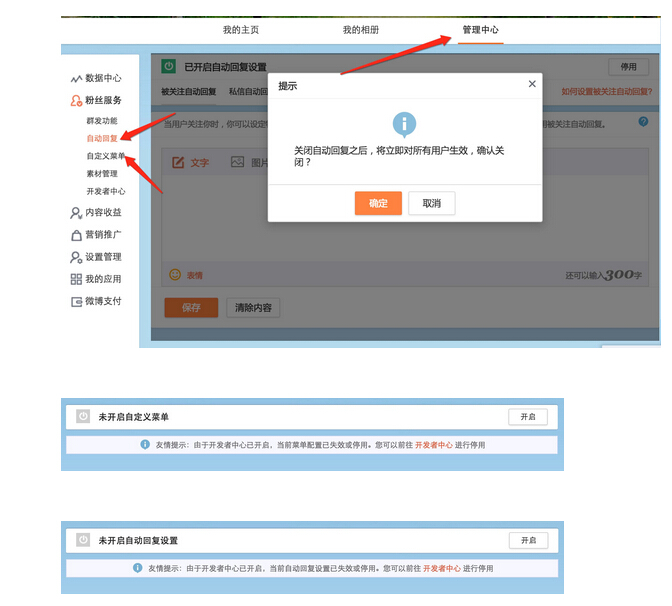 我的主页 我的相册 管理中心
数据中心
粉丝服务
群发功能
自动回复
自定义菜单
素材管理
开发者中心
内容收益
营销推广
设置管理
我的应用
微博支付
已开启自动回复设置 停用
被关注自动回复 私信自动回 如何设置被关注自动回复?
当用户关注你时，你可以设定 被关注自动回复。
文字 图片
提示
关闭自动回复之后，将立即对所有用户生效，确认关
闭？
确定 取消
表情 还可以输入300字
保存 清除内容
未开启自定义菜单 开启
友情提示：由于开发者中心已开启，当前菜单配置已失效或停用。您可以前往 开发者中心 进行停用
未开启自动回复设置 开启
友情提示：由于开发者中心已开启，当前自动回复设置已失效或停用。您可以前往 开发者中心 进行停用